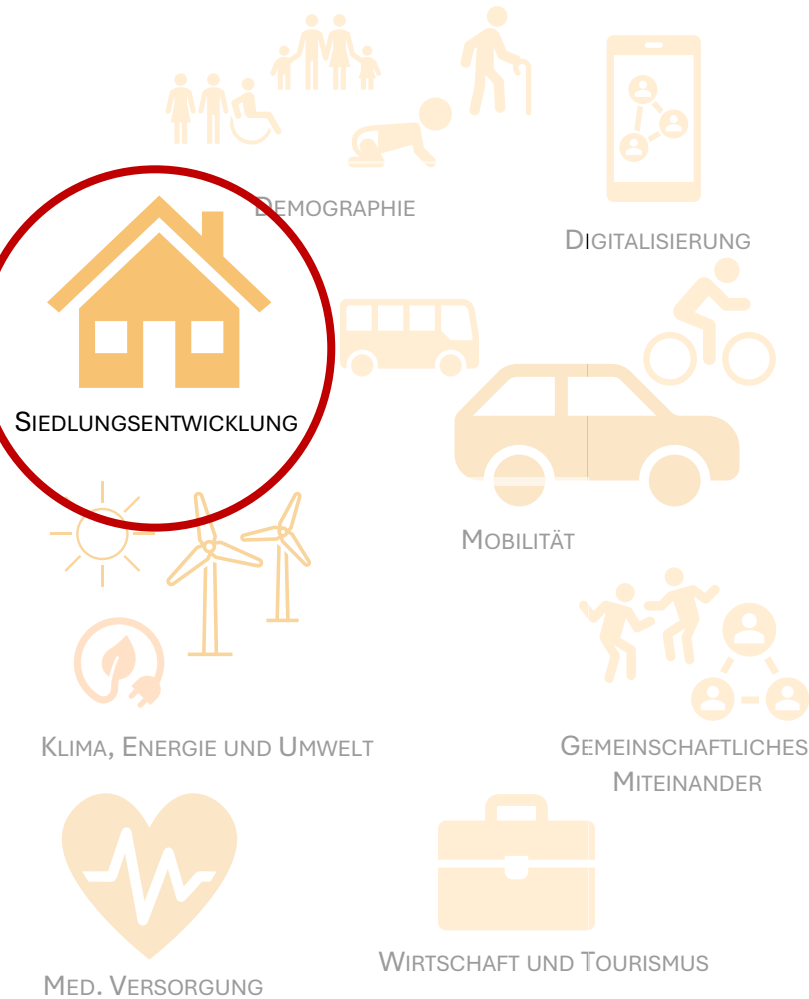 DEMOGRAPHIE
DIGITALISIERUNG
SIEDLUNGSENTWICKLUNG
MOBILITÄT
KLIMA, ENERGIE UND UMWELT
GEMEINSCHAFTLICHES
MITEINANDER
WIRTSCHAFT UND TOURISMUS
MED. VERSORGUNG